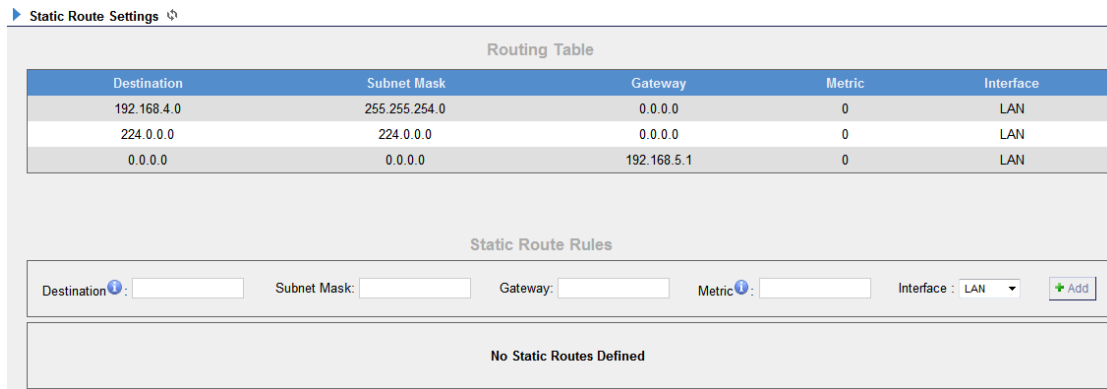 Static Route Settings
Routing Table
Destination Subnet Mask Gateway Metric Interface
192.168.4.0 255.255.254.0 0.0.0.0 0 LAN
224.0.0.0 224.0.0.0 0.0.0.0 0 LAN
0.0.0.0 0.0.0.0 192.168.5.1 0 LAN
Static Route Rules
Destination : Subnet Mask: Gateway: Metric : Interface : LAN Add
No Static Routes Defined